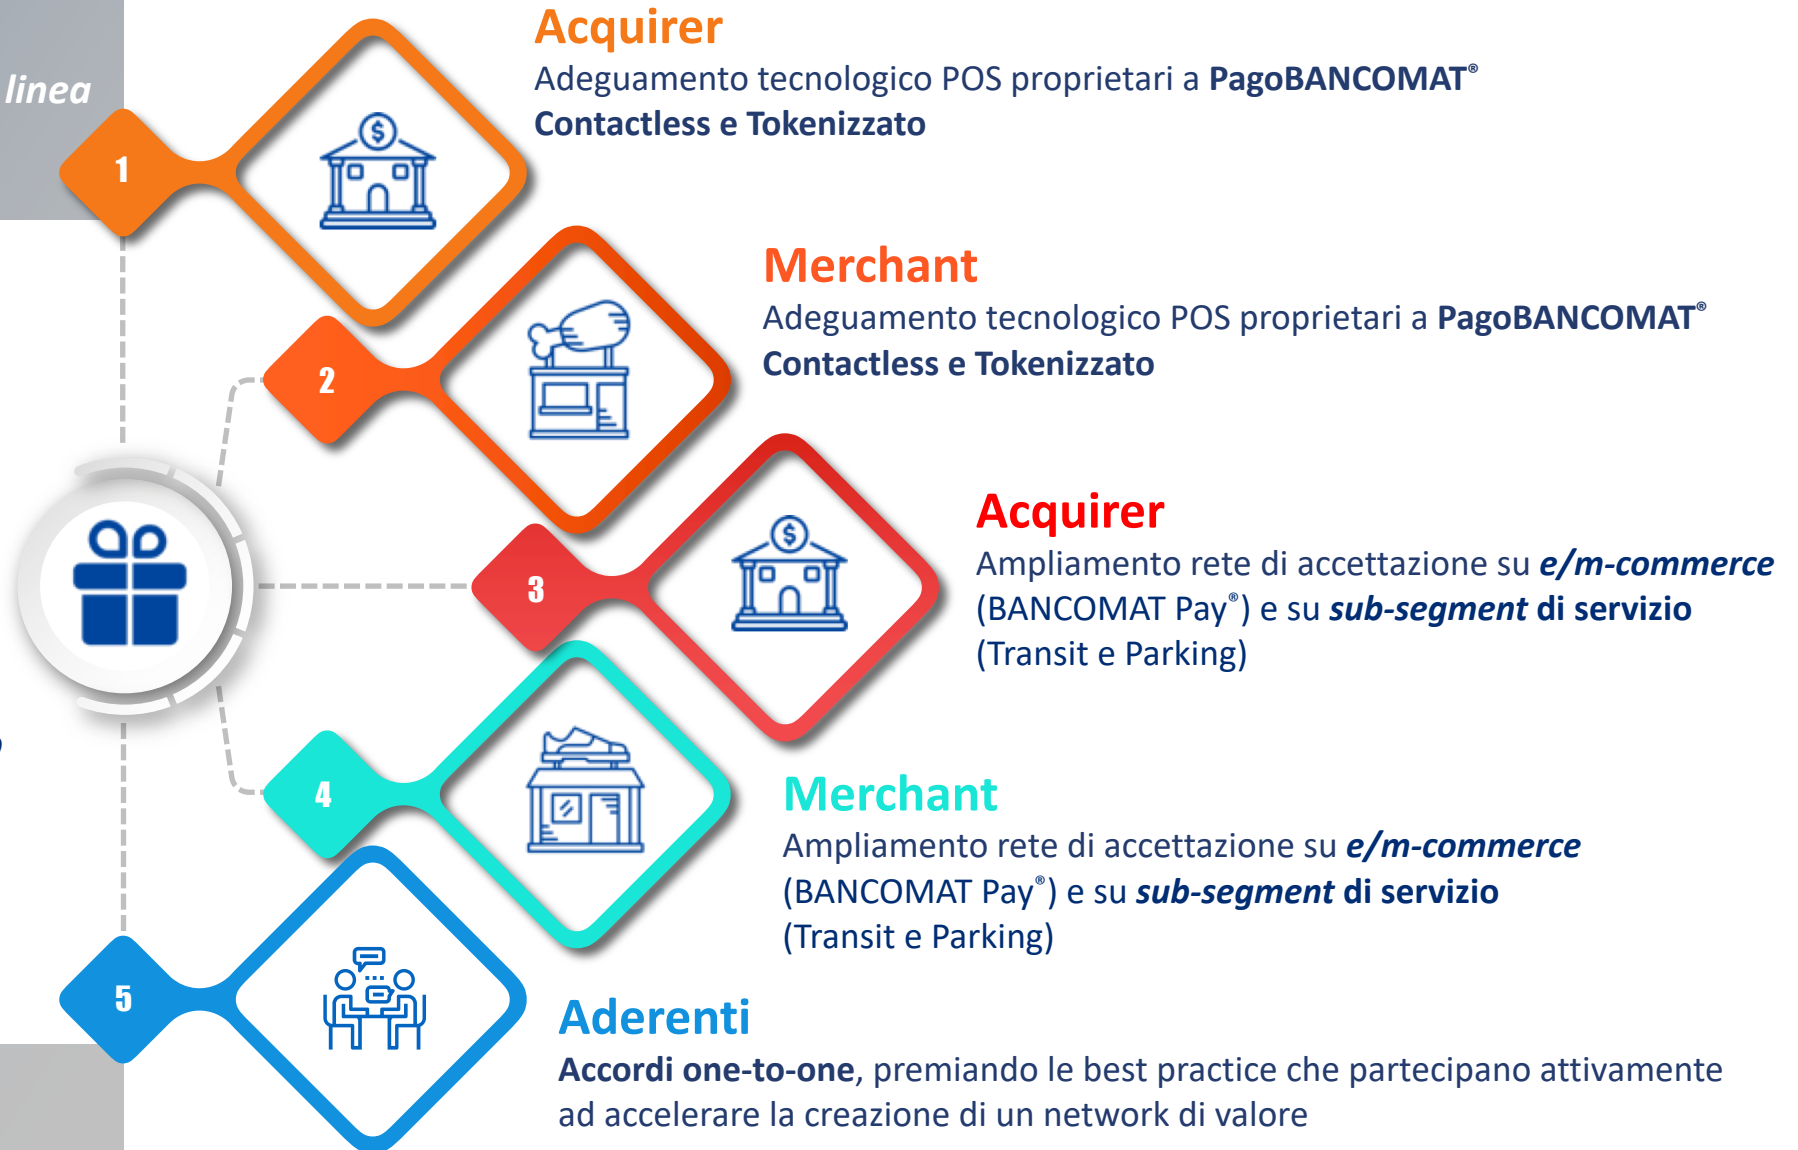 linea
1
Acquirer
Adeguamento tecnologico POS proprietari a PagoBANCOMAT®
Contactless e Tokenizzato
2
Merchant
Adeguamento tecnologico POS proprietari a PagoBANCOMAT®
Contactless e Tokenizzato
3
Acquirer
Ampliamento rete di accettazione su e/m-commerce
(BANCOMAT Pay®) e su sub-segment di servizio
(Transit e Parking)
4
Merchant
Ampliamento rete di accettazione su e/m-commerce
(BANCOMAT Pay®) e su sub-segment di servizio
(Transit e Parking)
5
Aderenti
Accordi one-to-one, premiando le best practice che partecipano attivamente
ad accelerare la creazione di un network di valore